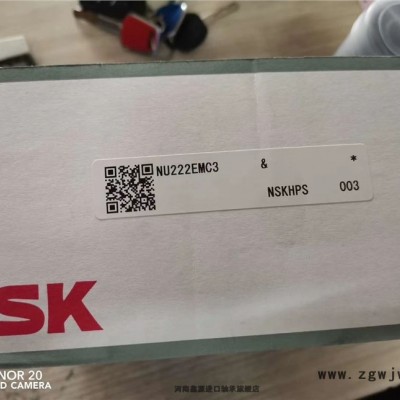 NU222EMC3 & *
NSKHPS 003
SK
NOR 20
CAMERA
www.zgwjw